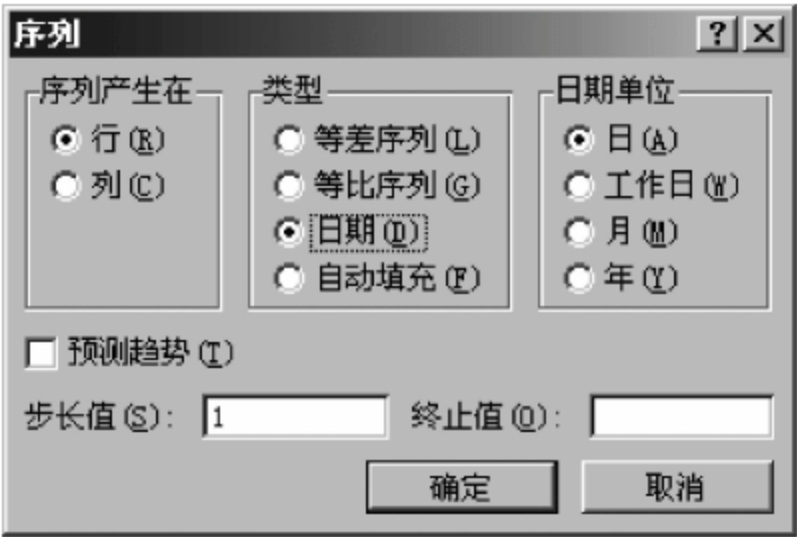 序列
序列产生在
行(R)
列(C)
类型
等差序列(L)
等比序列(G)
日期(D)
自动填充(F)
日期单位
日(A)
工作日(W)
月(M)
年(Y)
预测趋势(T)
步长值(S): 1
终止值(O):
确定
取消